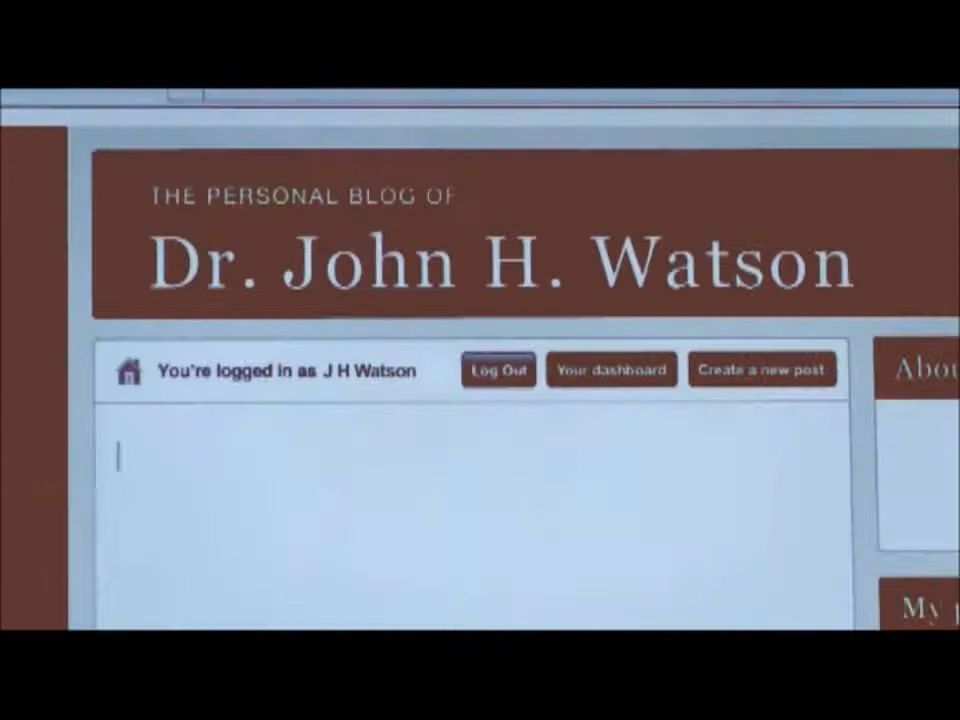 THE PERSONAL BLOG OF
Dr. John H. Watson
You're logged in as J H Watson
Log Out
Your dashboard
Create a new post
My